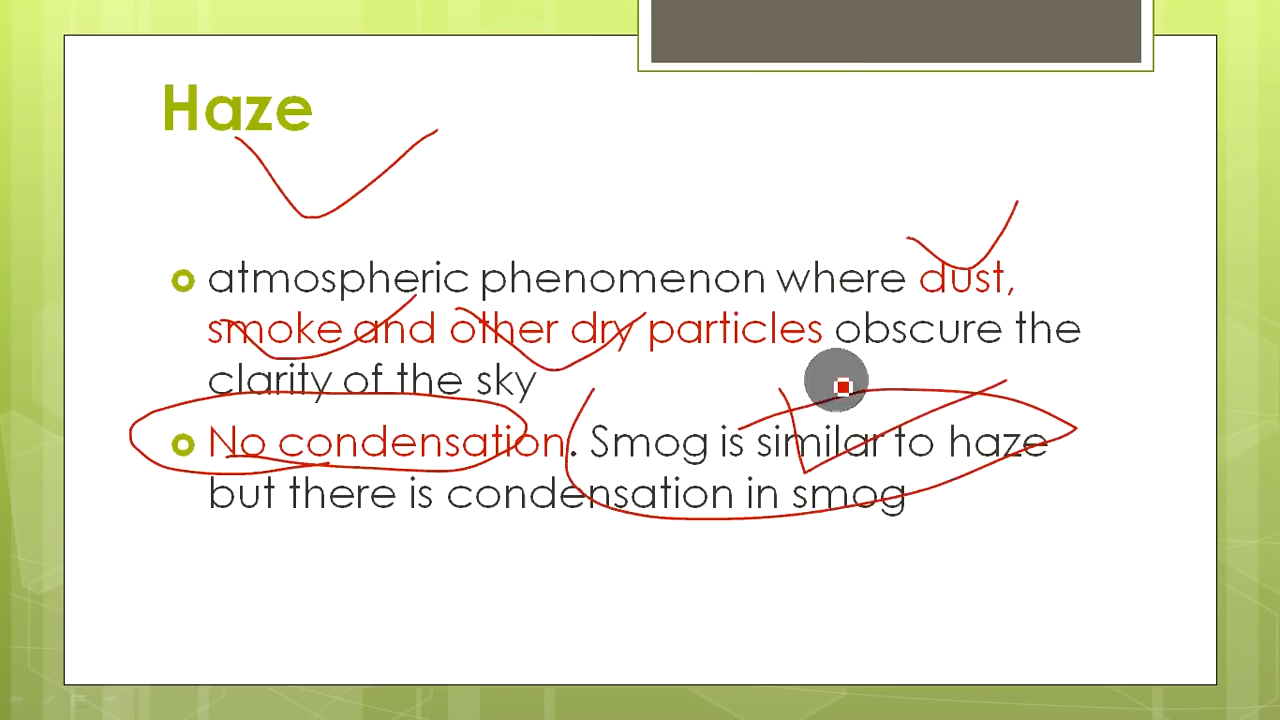 Haze
atmospheric phenomenon where dust,
smoke and other dry particles obscure the
clarity of the sky
No condensation. Smog is similar to haze
but there is condensation in smog